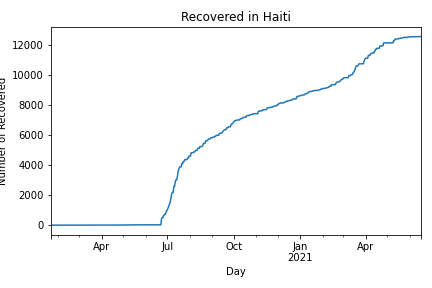 Recovered in Haiti
Number of Recovered
12000
10000
8000
6000
4000
2000
0
Apr
Jul
Oct
Jan
2021
Apr
Day